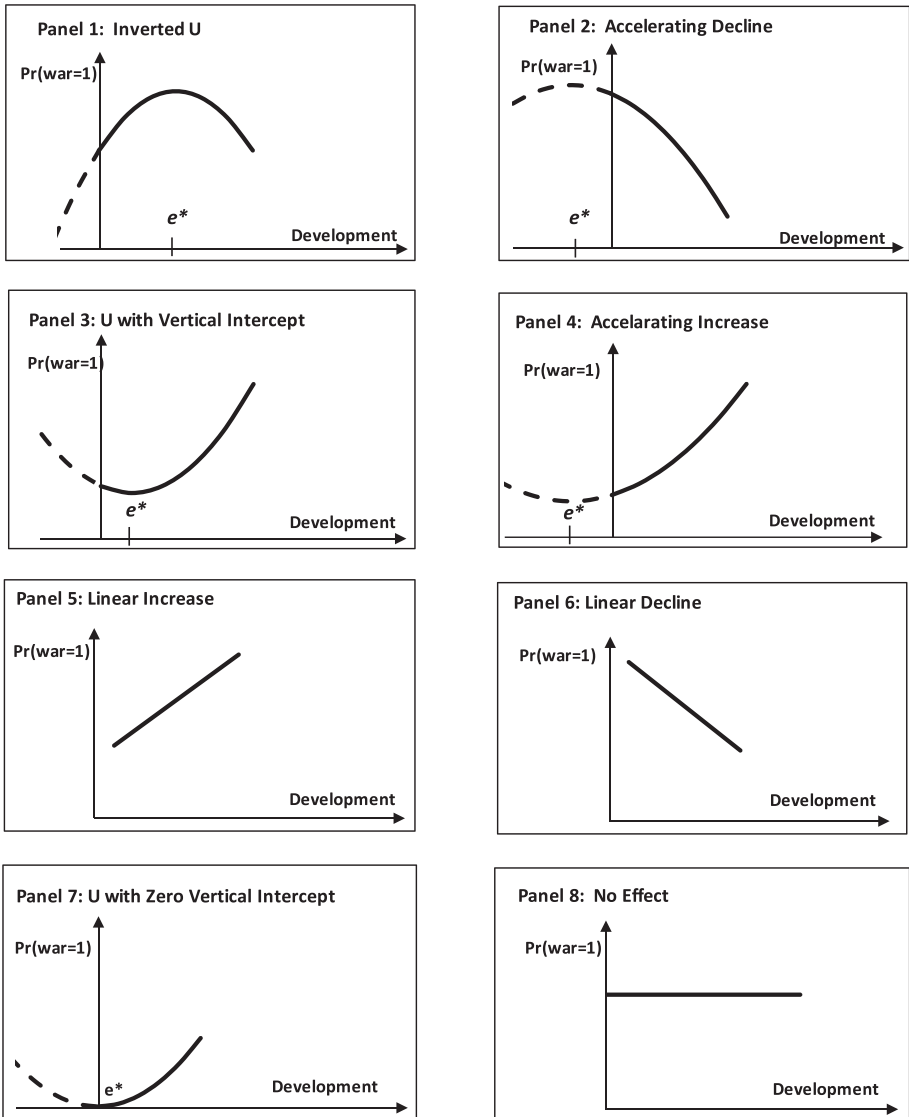 Panel 1: Inverted U
Pr(war=1)
e*
Development
Panel 2: Accelerating Decline
Pr(war=1)
e*
Development
Panel 3: U with Vertical Intercept
Pr(war=1)
e*
Development
Panel 4: Accelarating Increase
Pr(war=1)
e*
Development
Panel 5: Linear Increase
Pr(war=1)
Development
Panel 6: Linear Decline
Pr(war=1)
Development
Panel 7: U with Zero Vertical Intercept
Pr(war=1)
e*
Development
Panel 8: No Effect
Pr(war=1)
Development